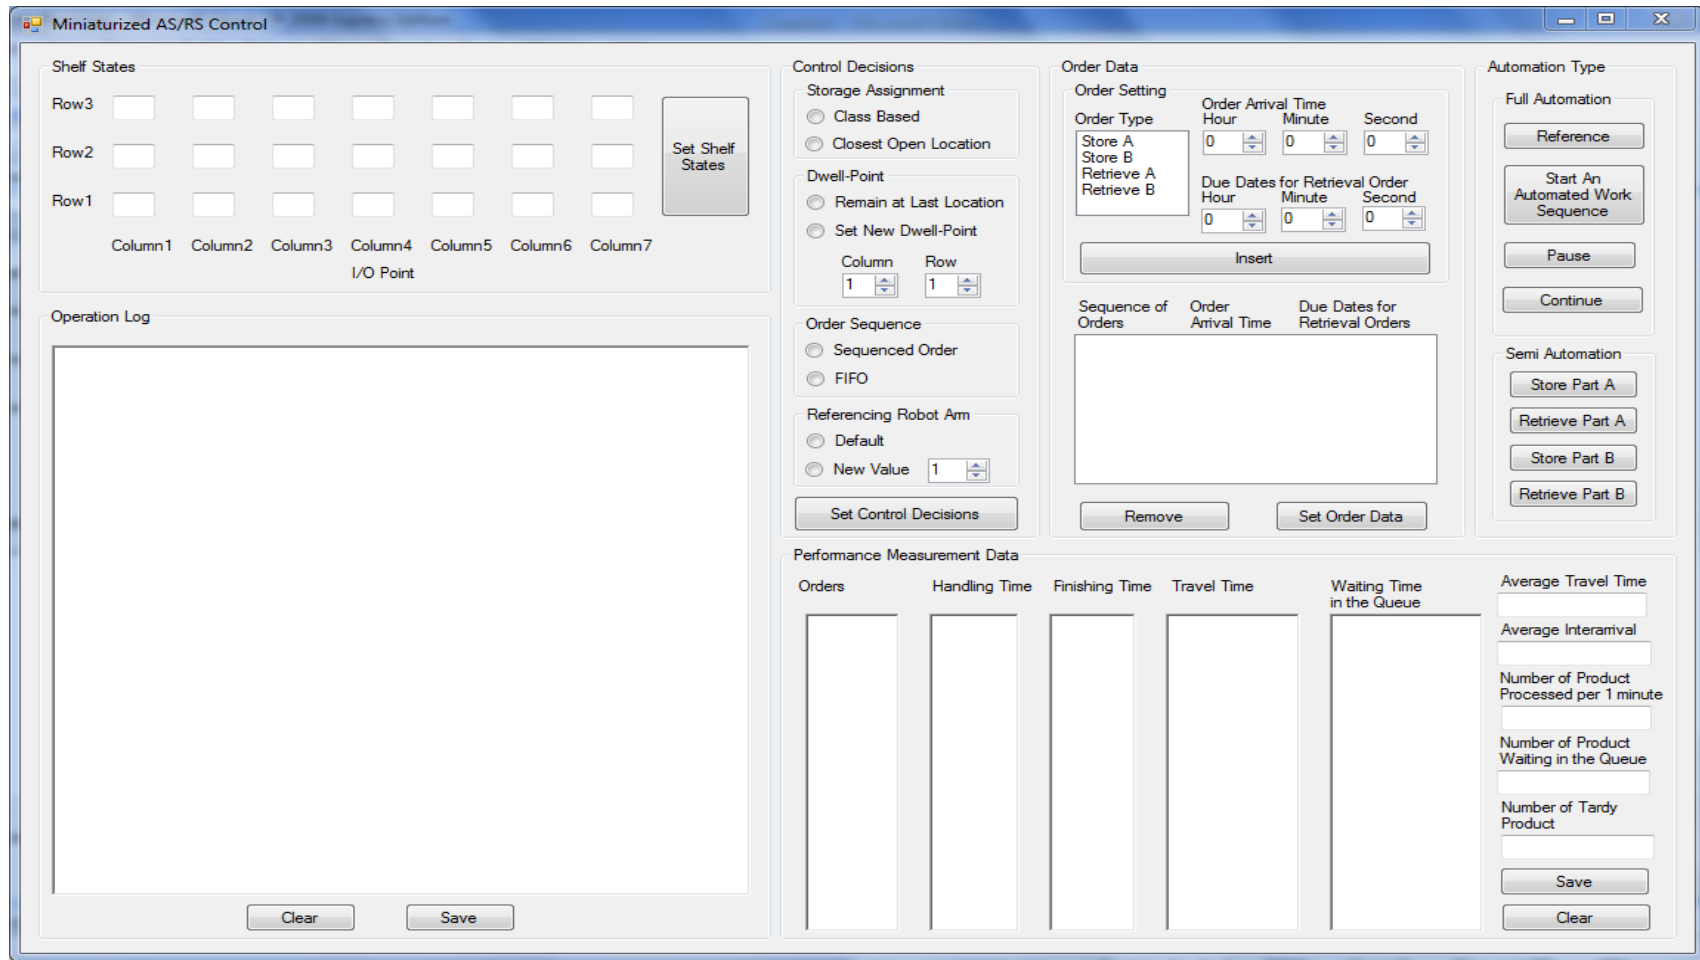 Miniaturized AS/RS Control
Shelf States
Row3
Row2
Row1
Set Shelf
States
Column1 Column2 Column3 Column4 Column5 Column6 Column7
I/O Point
Operation Log
Clear
Save
Control Decisions
Storage Assignment
Class Based
Closest Open Location
Dwell-Point
Remain at Last Location
Set New Dwell-Point
Column Row
1 1
Order Sequence
Sequenced Order
FIFO
Referencing Robot Arm
Default
New Value 1
Set Control Decisions
Order Data
Order Setting
Order Type
Store A
Store B
Retrieve A
Retrieve B
Order Arrival Time
Hour Minute Second
0 0 0
Due Dates for Retrieval Order
Hour Minute Second
0 0 0
Insert
Sequence of
Orders
Order
Arrival Time
Due Dates for
Retrieval Orders
Remove
Set Order Data
Automation Type
Full Automation
Reference
Start An
Automated Work
Sequence
Pause
Continue
Semi Automation
Store Part A
Retrieve Part A
Store Part B
Retrieve Part B
Performance Measurement Data
Orders
Handling Time
Finishing Time
Travel Time
Waiting Time
in the Queue
Average Travel Time
Average Interarrival
Number of Product
Processed per 1 minute
Number of Product
Waiting in the Queue
Number of Tardy
Product
Save
Clear